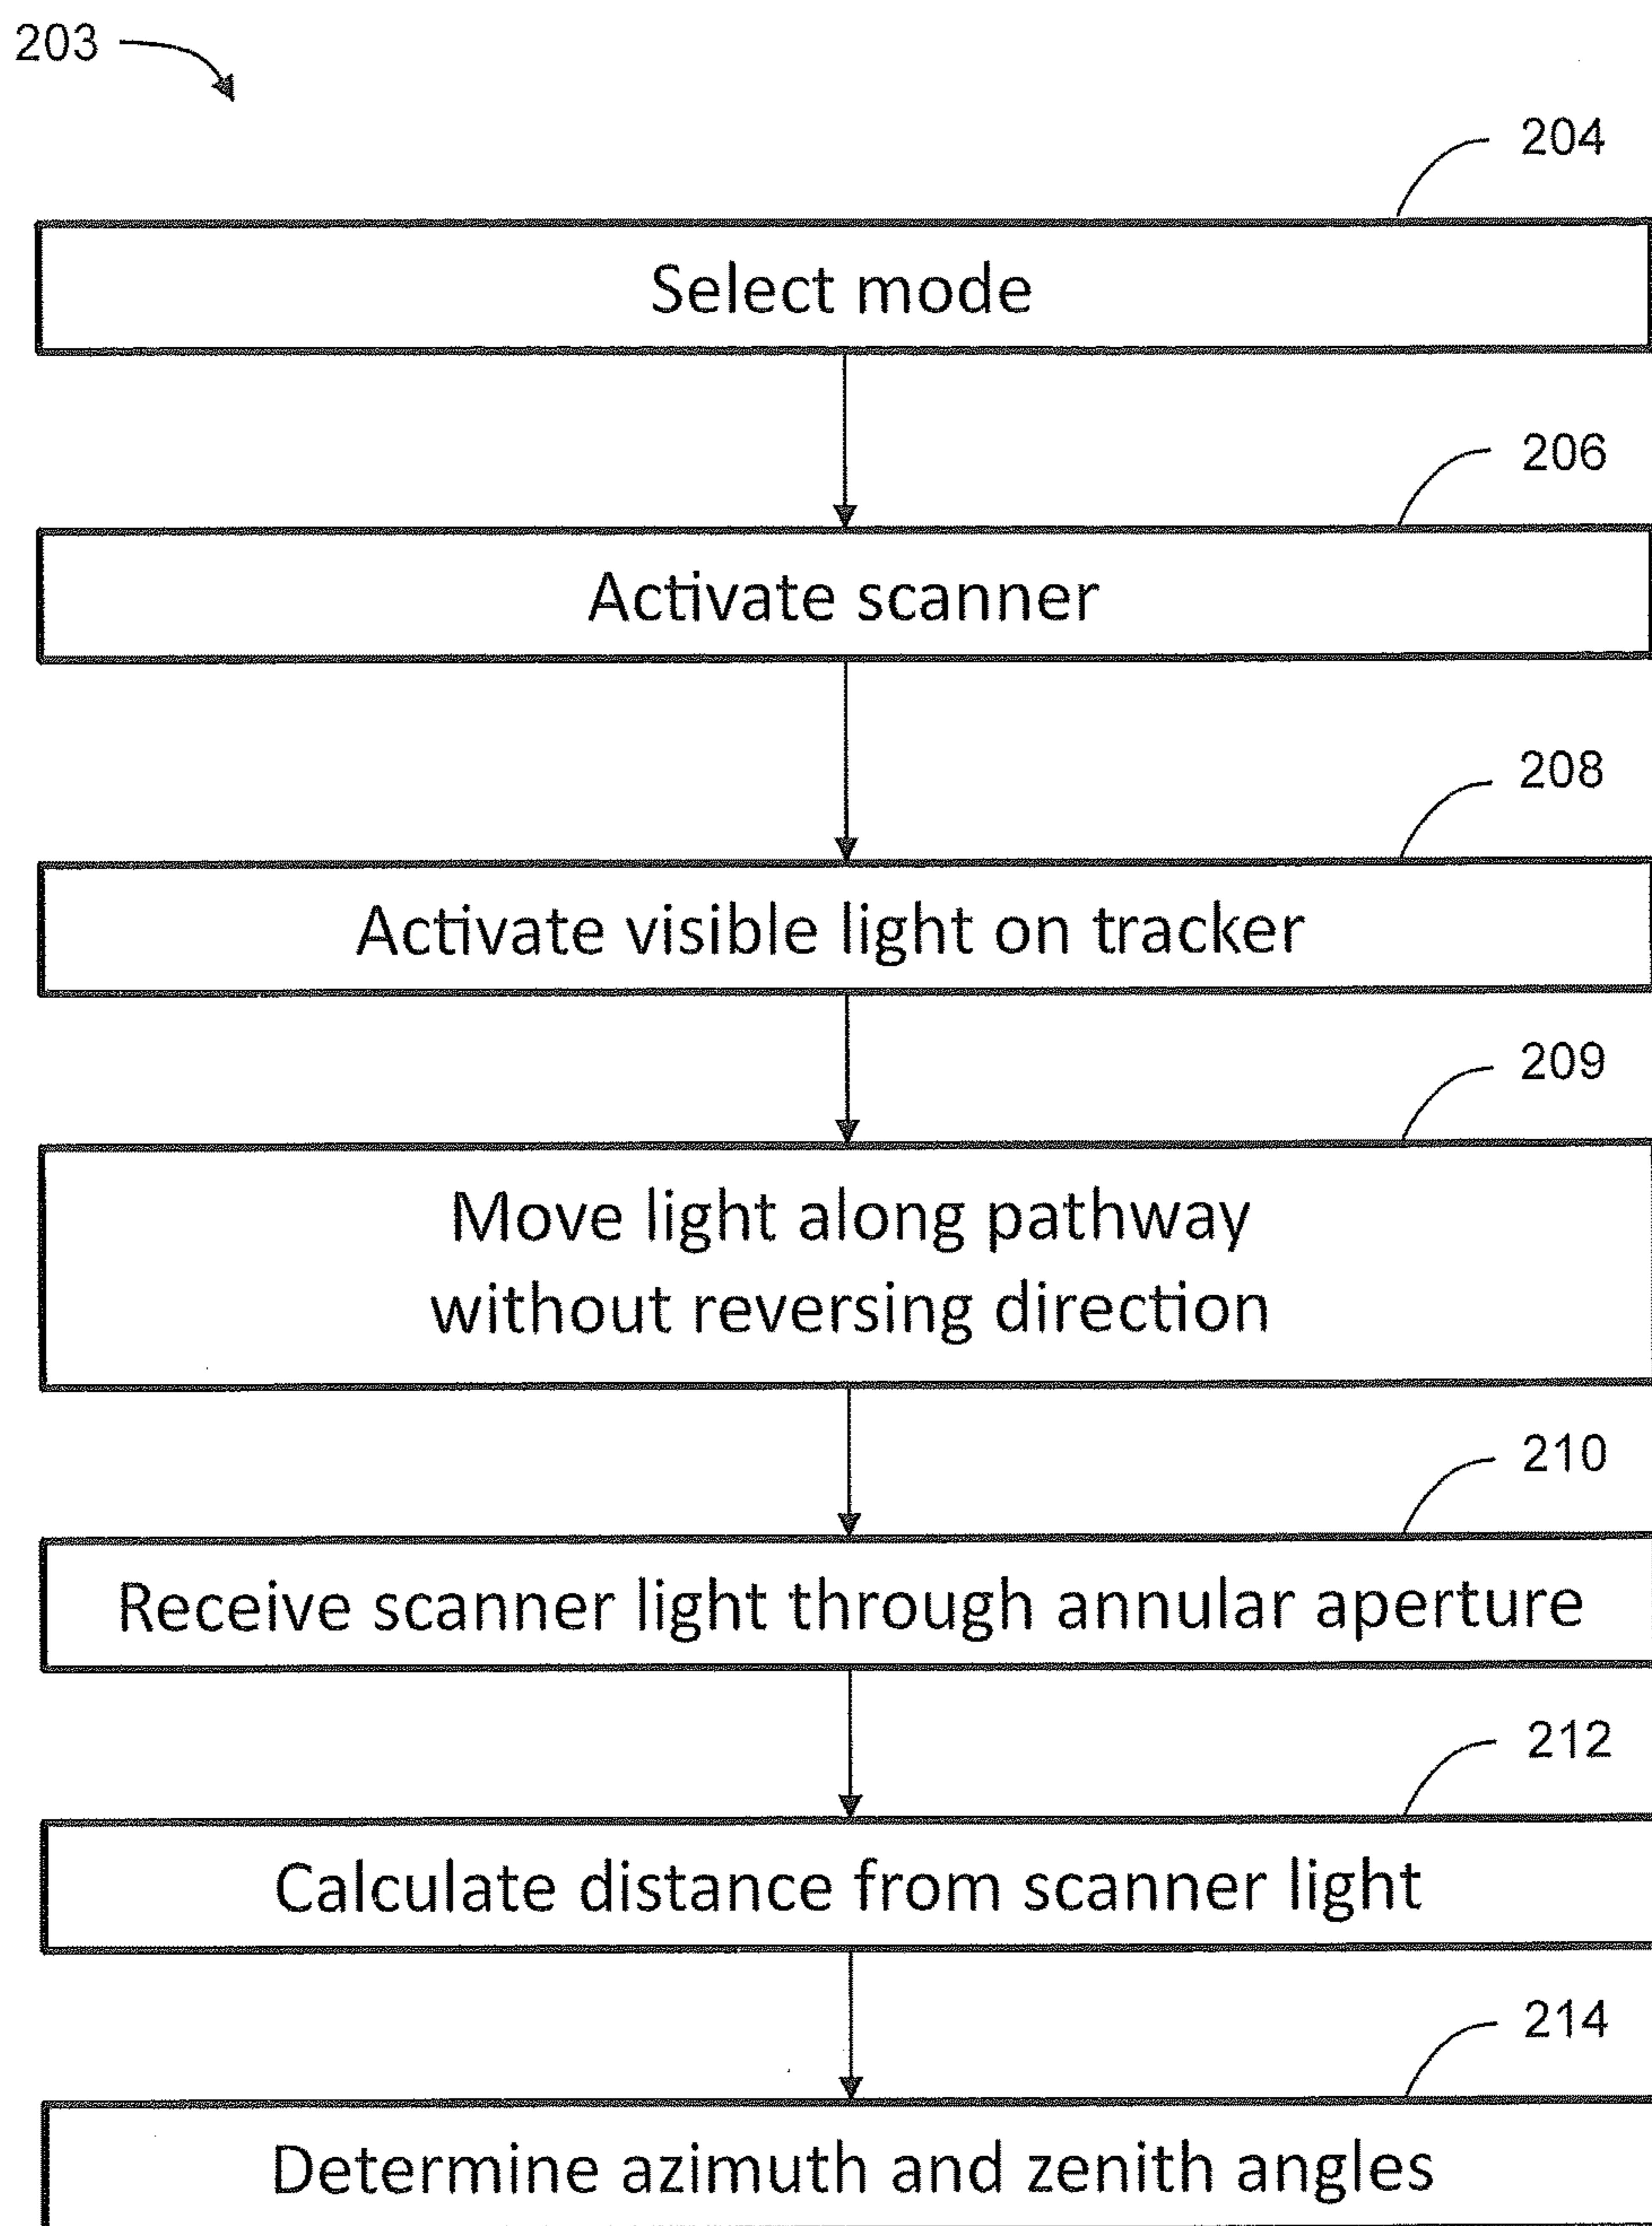 203
204
Select mode
206
Activate scanner
208
Activate visible light on tracker
209
Move light along pathway
without reversing direction
210
Receive scanner light through annular aperture
212
Calculate distance from scanner light
214
Determine azimuth and zenith angles